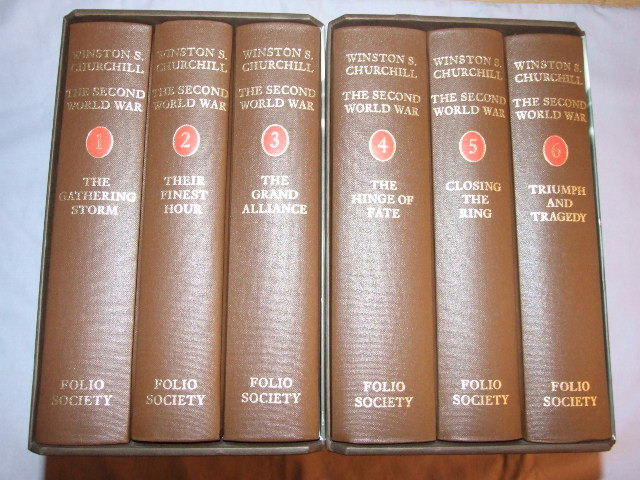 WINSTON S.
CHURCHILL
THE SECOND
WORLD WAR
1
THE
GATHERING
STORM
FOLIO
SOCIETY
WINSTON S.
CHURCHILL
THE SECOND
WORLD WAR
2
THEIR
FINEST
HOUR
FOLIO
SOCIETY
WINSTON S.
CHURCHILL
THE SECOND
WORLD WAR
3
THE
GRAND
ALLIANCE
FOLIO
SOCIETY
WINSTON S.
CHURCHILL
THE SECOND
WORLD WAR
4
THE
HINGE OF
FATE
FOLIO
SOCIETY
WINSTON S.
CHURCHILL
THE SECOND
WORLD WAR
5
CLOSING
THE
RING
FOLIO
SOCIETY
WINSTON S.
CHURCHILL
THE SECOND
WORLD WAR
6
TRIUMPH
AND
TRAGEDY
FOLIO
SOCIETY